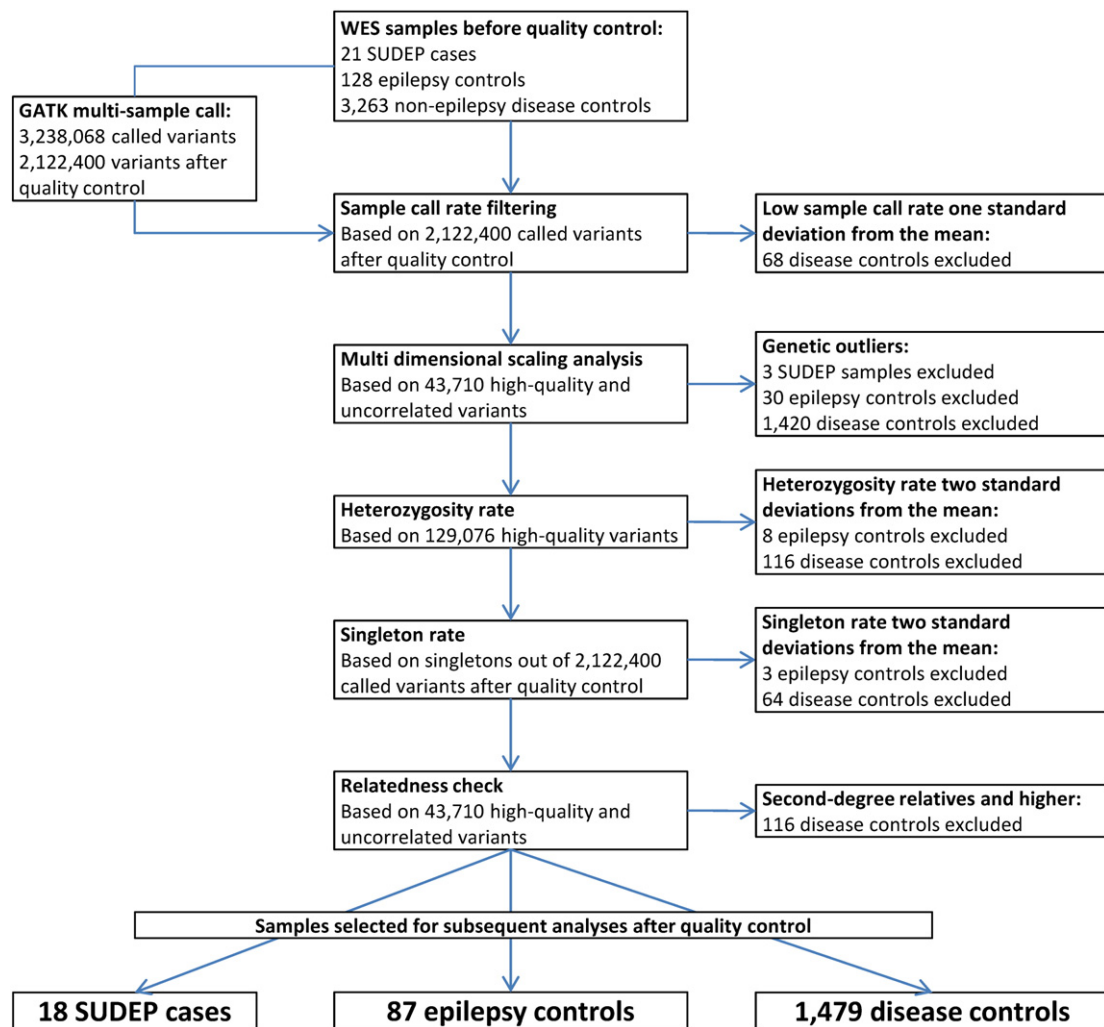 WES samples before quality control:
21 SUDEP cases
128 epilepsy controls
3,263 non-epilepsy disease controls
GATK multi-sample call:
3,238,068 called variants
2,122,400 variants after
quality control
Sample call rate filtering
Based on 2,122,400 called variants
after quality control
Low sample call rate one standard
deviation from the mean:
68 disease controls excluded
Multi dimensional scaling analysis
Based on 43,710 high-quality and
uncorrelated variants
Genetic outliers:
3 SUDEP samples excluded
30 epilepsy controls excluded
1,420 disease controls excluded
Heterozygosity rate
Based on 129,076 high-quality variants
Heterozygosity rate two standard
deviations from the mean:
8 epilepsy controls excluded
116 disease controls excluded
Singleton rate
Based on singletons out of 2,122,400
called variants after quality control
Singleton rate two standard
deviations from the mean:
3 epilepsy controls excluded
64 disease controls excluded
Relatedness check
Based on 43,710 high-quality and
uncorrelated variants
Second-degree relatives and higher:
116 disease controls excluded
Samples selected for subsequent analyses after quality control
18 SUDEP cases
87 epilepsy controls
1,479 disease controls